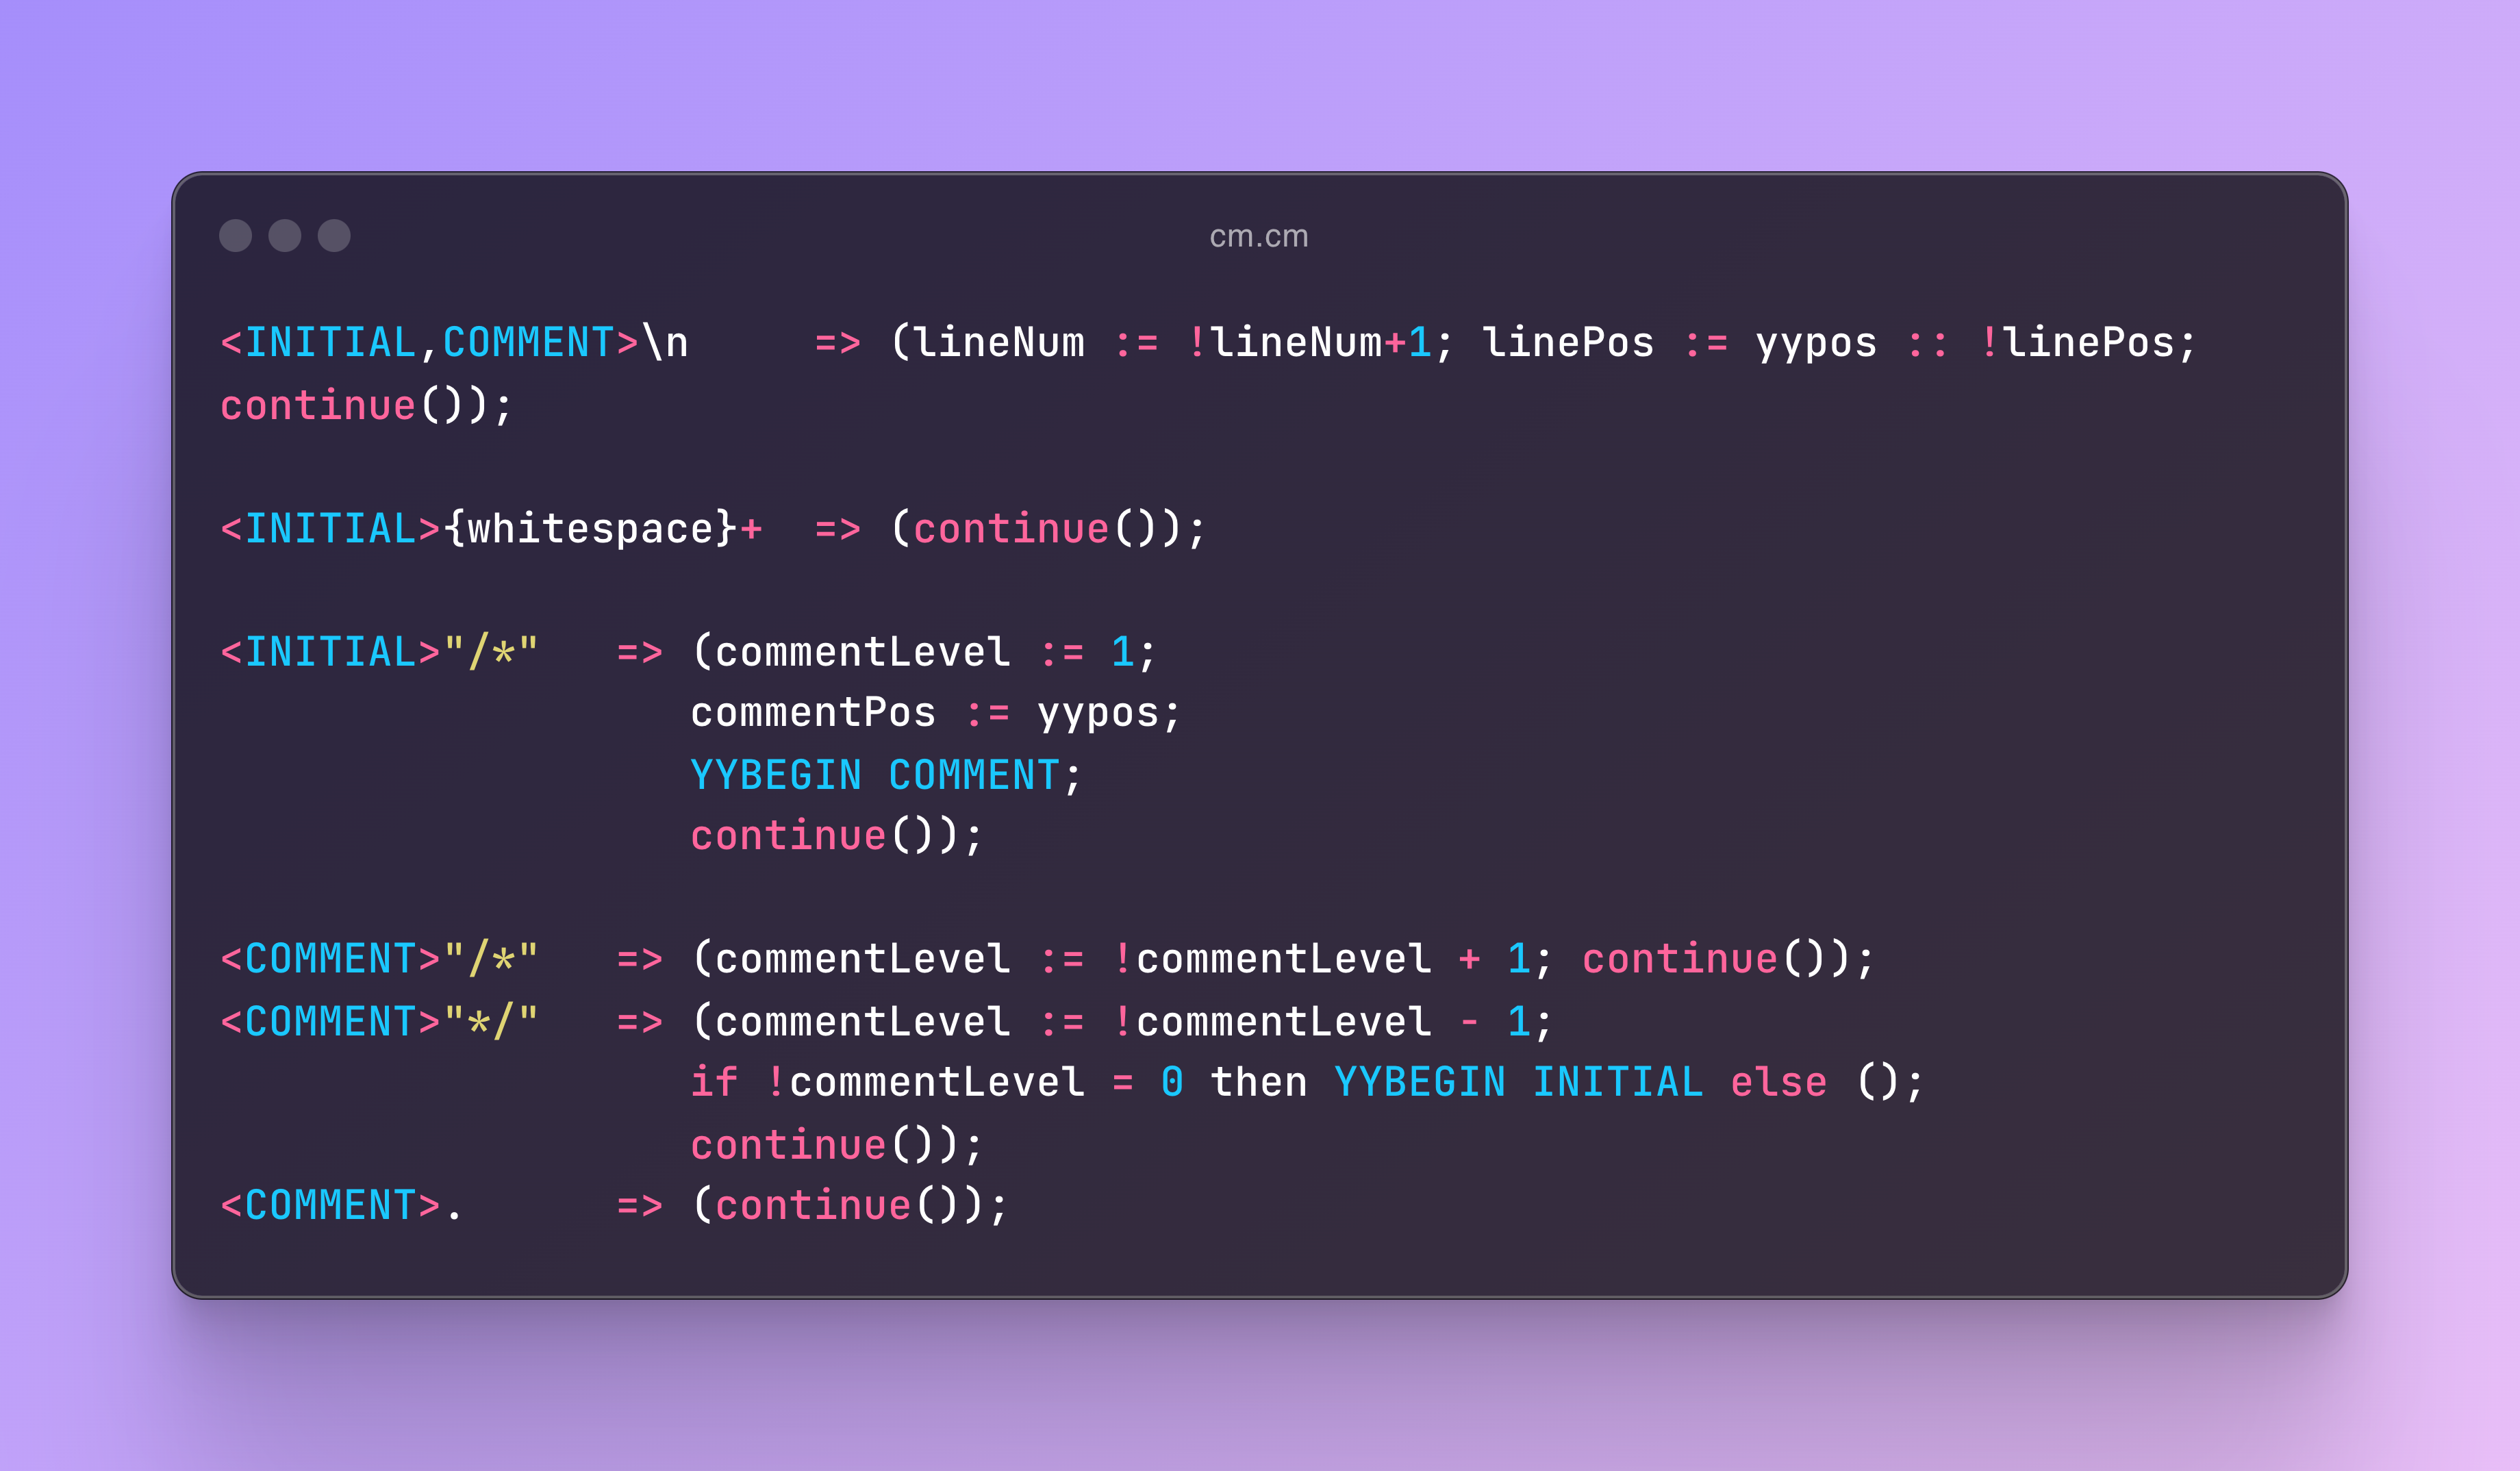 cm.cm
<INITIAL,COMMENT>\n     => (lineNum := !lineNum+1; linePos := yypos :: !linePos;
continue());
<INITIAL>{whitespace}+  => (continue());
<INITIAL>"/*"   => (commentLevel := 1;
                   commentPos := yypos;
                   YYBEGIN COMMENT;
                   continue());
<COMMENT>"/*"   => (commentLevel := !commentLevel + 1; continue());
<COMMENT>"*/"   => (commentLevel := !commentLevel - 1;
                   if !commentLevel = 0 then YYBEGIN INITIAL else ();
                   continue());
<COMMENT>.      => (continue());